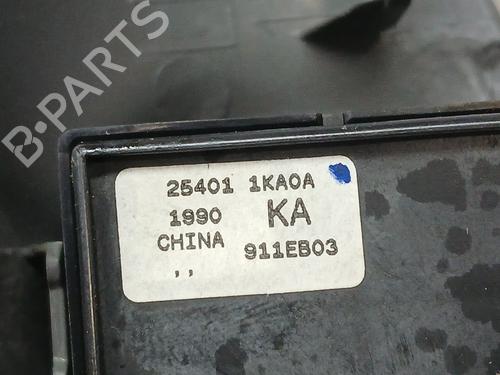 B-PARTS
25401 1KA0A
1990 KA
CHINA 911EB03
,,